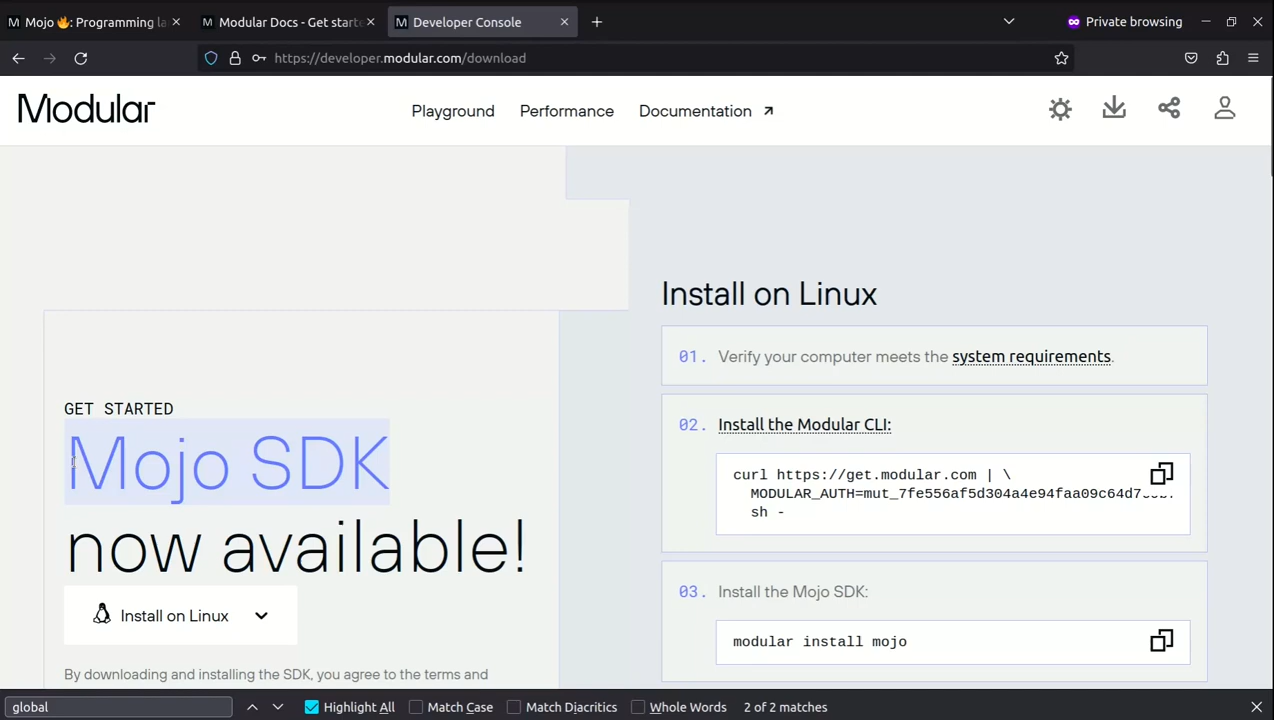 Mojo 🔥: Programming la
Modular Docs - Get starte
Developer Console
Private browsing
https://developer.modular.com/download
Modular
Playground
Performance
Documentation ↗
Install on Linux
01. Verify your computer meets the system requirements.
GET STARTED
Mojo SDK
now available!
Install on Linux
By downloading and installing the SDK, you agree to the terms and
02. Install the Modular CLI:
curl https://get.modular.com | \
MODULAR_AUTH=mut_7fe556af5d304a4e94faa09c64d7
sh -
03. Install the Mojo SDK:
modular install mojo
global
Highlight All
Match Case
Match Diacritics
Whole Words
2 of 2 matches